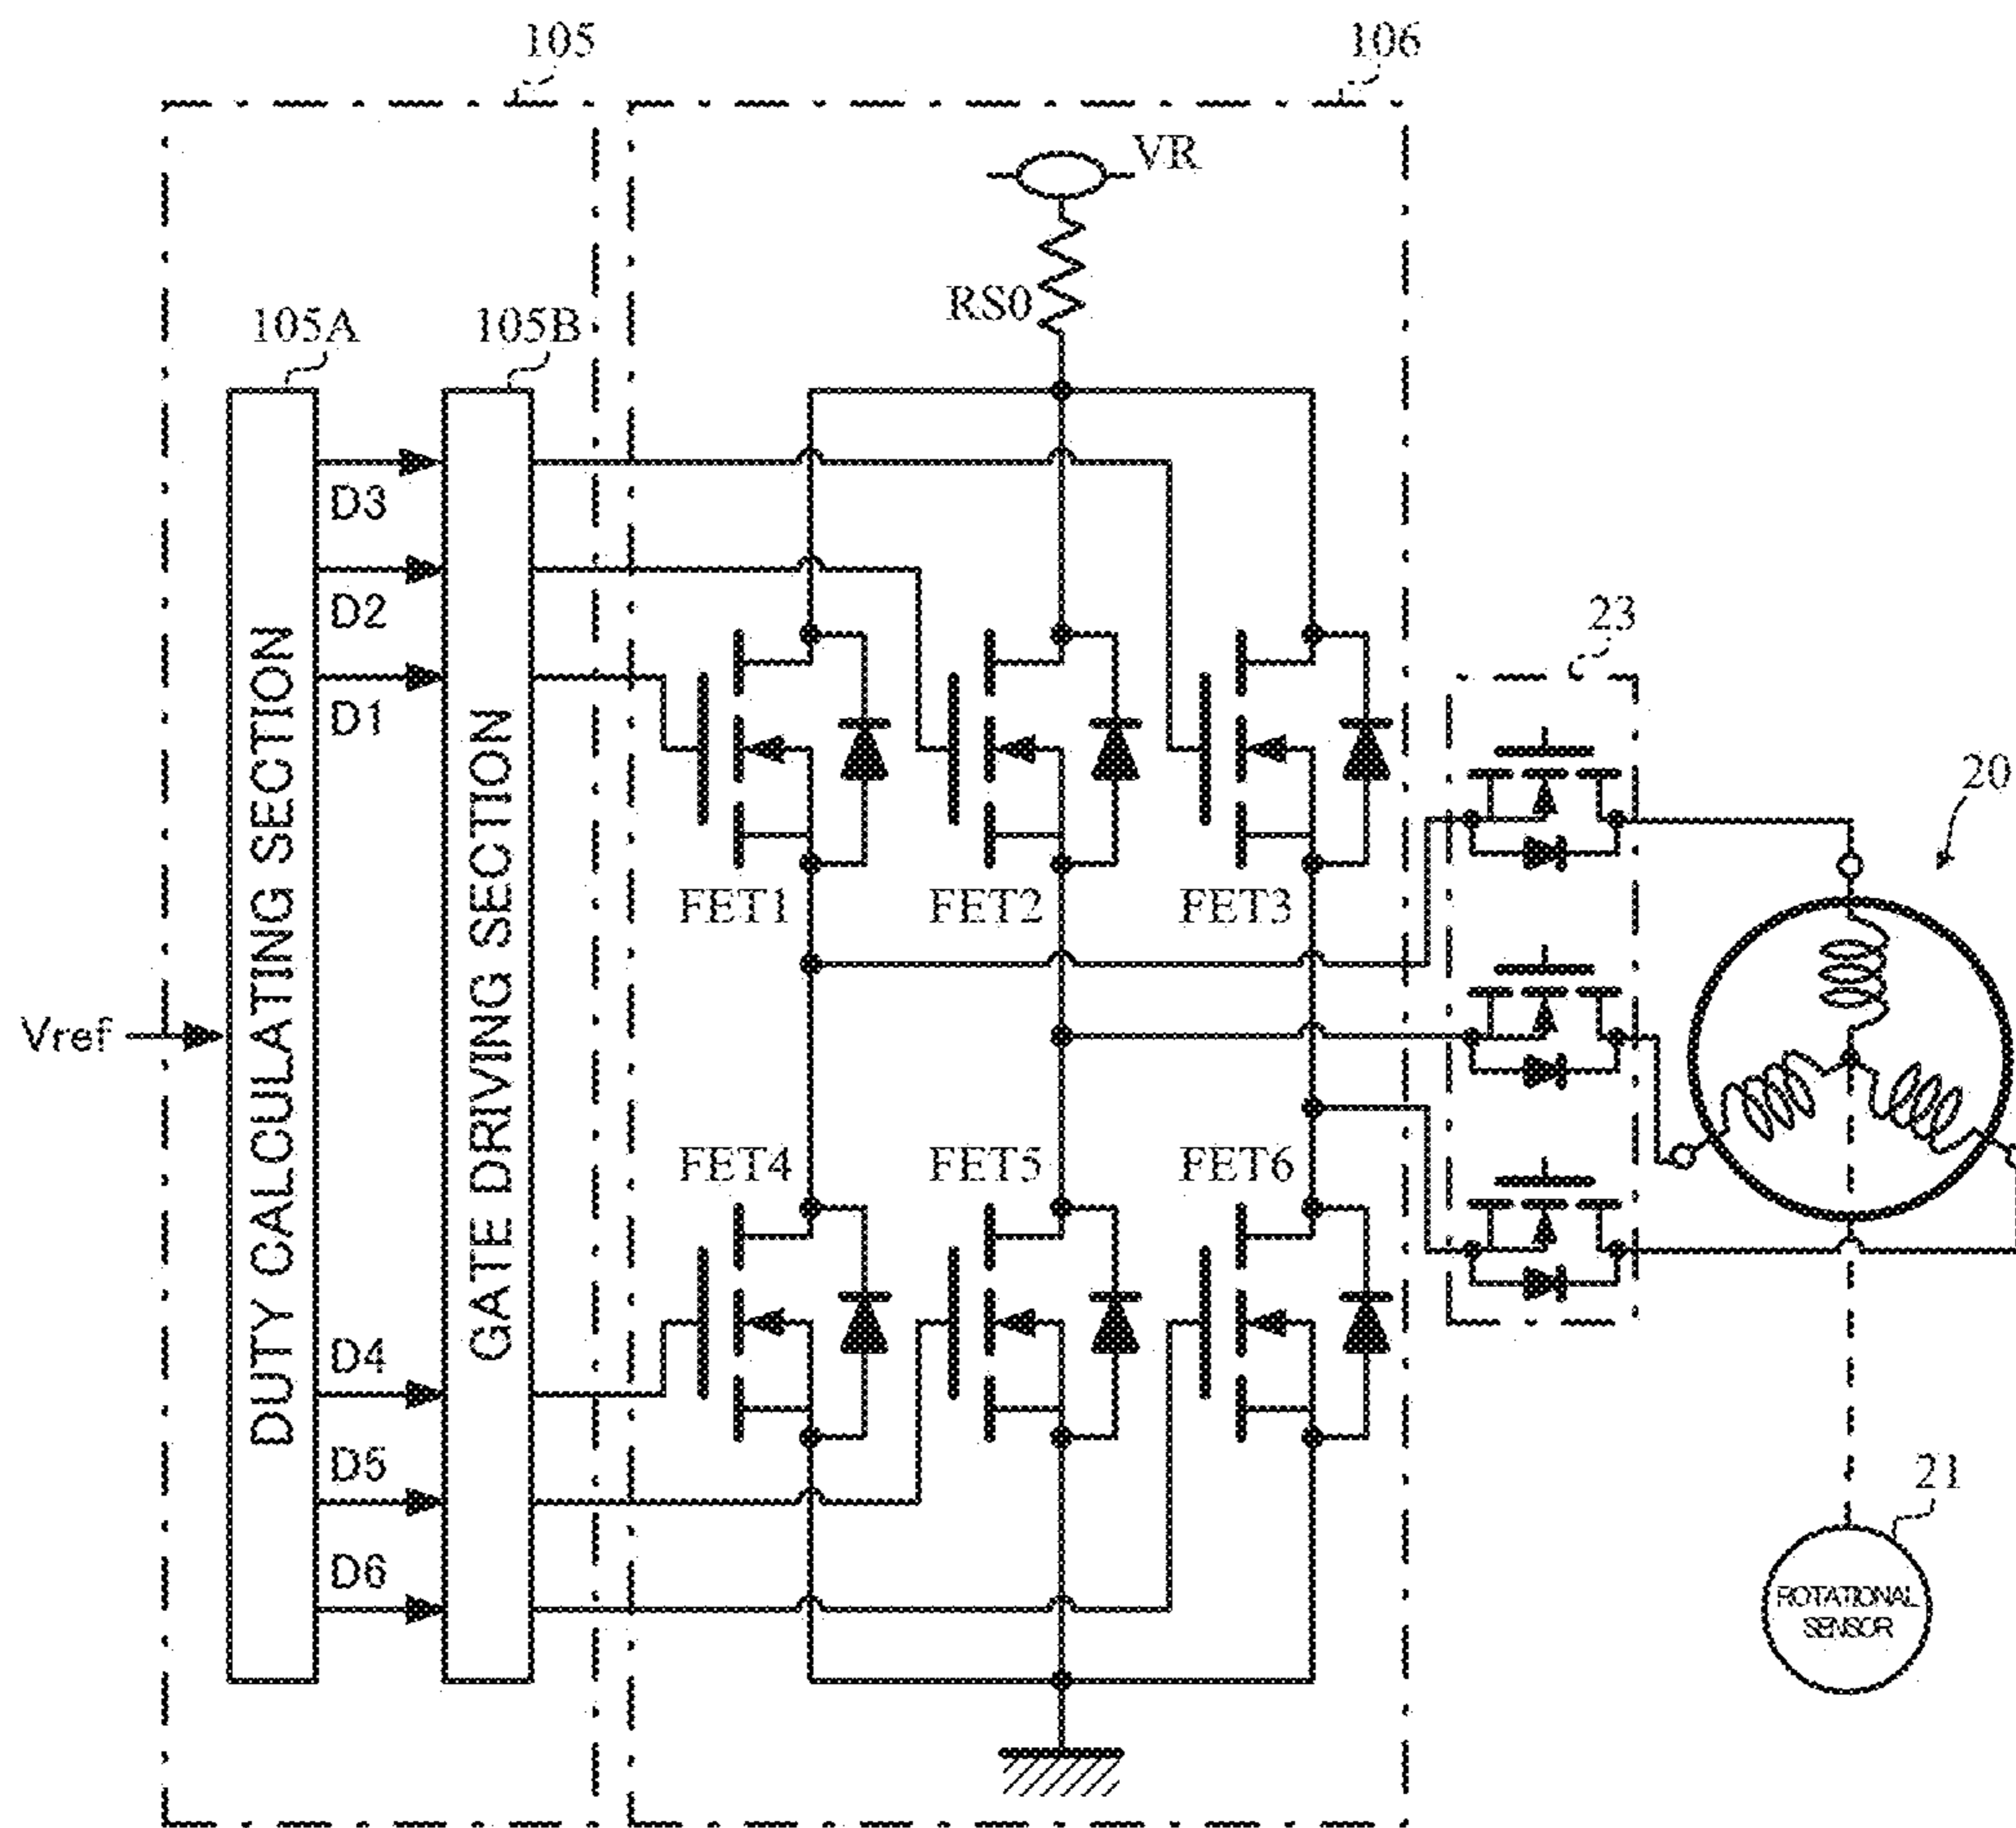 105
106
VR
RS0
105A
105B
D3
D2
D1
23
20
DUTY CALCULATING SECTION
GATE DRIVING SECTION
FET1
FET2
FET3
Vref
FET4
FET5
FET6
D4
D5
D6
21
ROTATIONAL
SENSOR